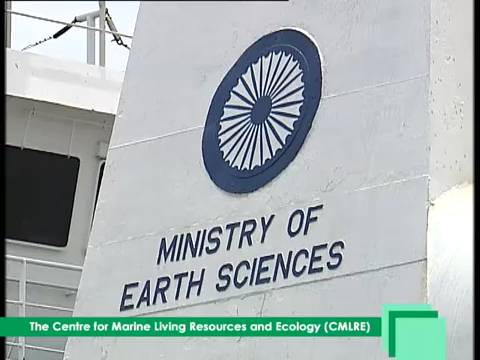 MINISTRY OF
EARTH SCIENCES
The Centre for Marine Living Resources and Ecology (CMLRE)